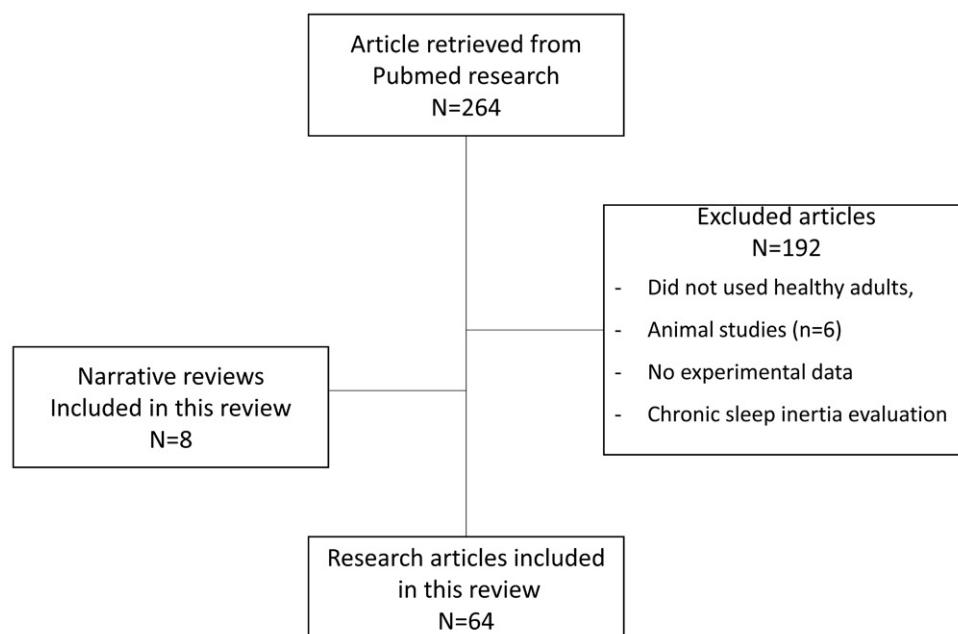 Article retrieved from
Pubmed research
N=264
Excluded articles
N=192
- Did not used healthy adults,
- Animal studies (n=6)
- No experimental data
- Chronic sleep inertia evaluation
Narrative reviews
Included in this review
N=8
Research articles included
in this review
N=64